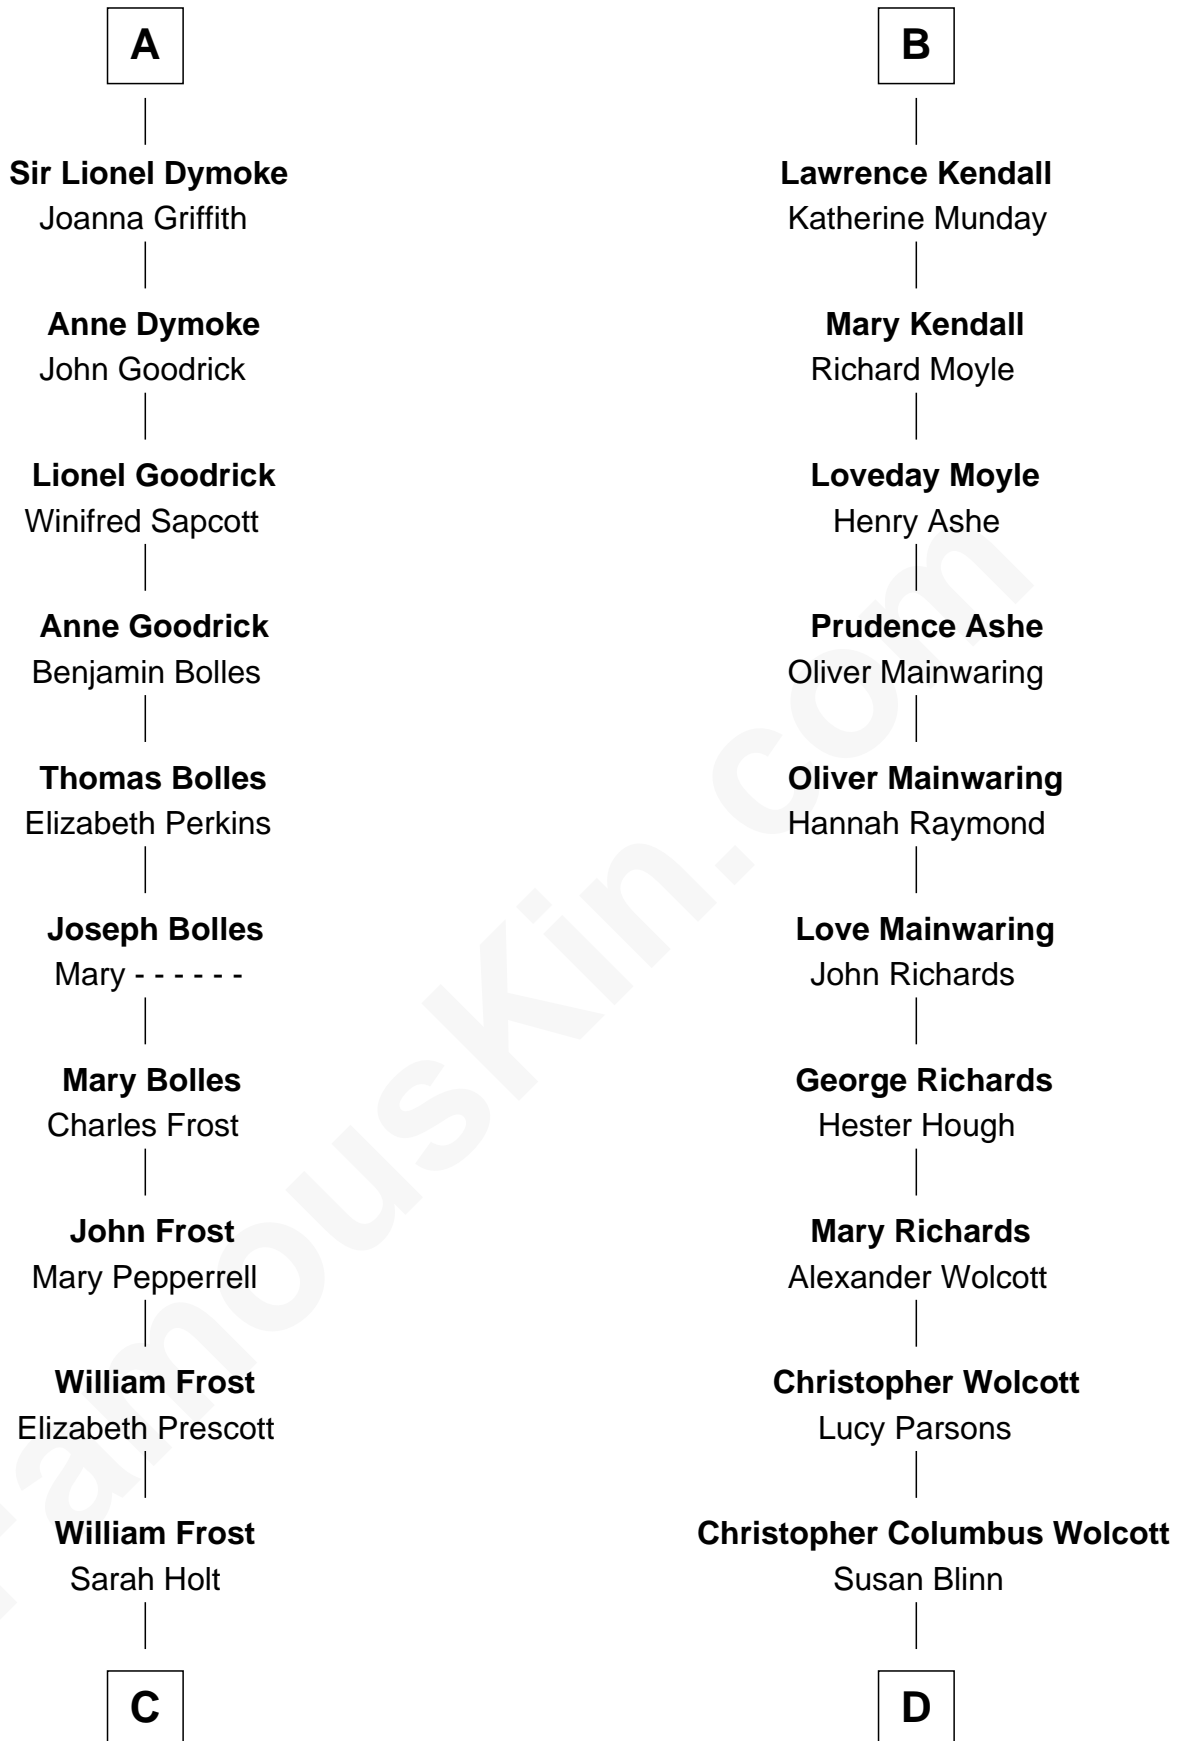 A
Sir Lionel Dymoke
Joanna Griffith
Anne Dymoke
John Goodrick
Lionel Goodrick
Winifred Sapcott
Anne Goodrick
Benjamin Bolles
Thomas Bolles
Elizabeth Perkins
Joseph Bolles
Mary - - - - - -
Mary Bolles
Charles Frost
John Frost
Mary Pepperrell
William Frost
Elizabeth Prescott
William Frost
Sarah Holt
C
B
Lawrence Kendall
Katherine Munday
Mary Kendall
Richard Moyle
Loveday Moyle
Henry Ashe
Prudence Ashe
Oliver Mainwaring
Oliver Mainwaring
Hannah Raymond
Love Mainwaring
John Richards
George Richards
Hester Hough
Mary Richards
Alexander Wolcott
Christopher Wolcott
Lucy Parsons
Christopher Columbus Wolcott
Susan Blinn
D
FamousKin.com